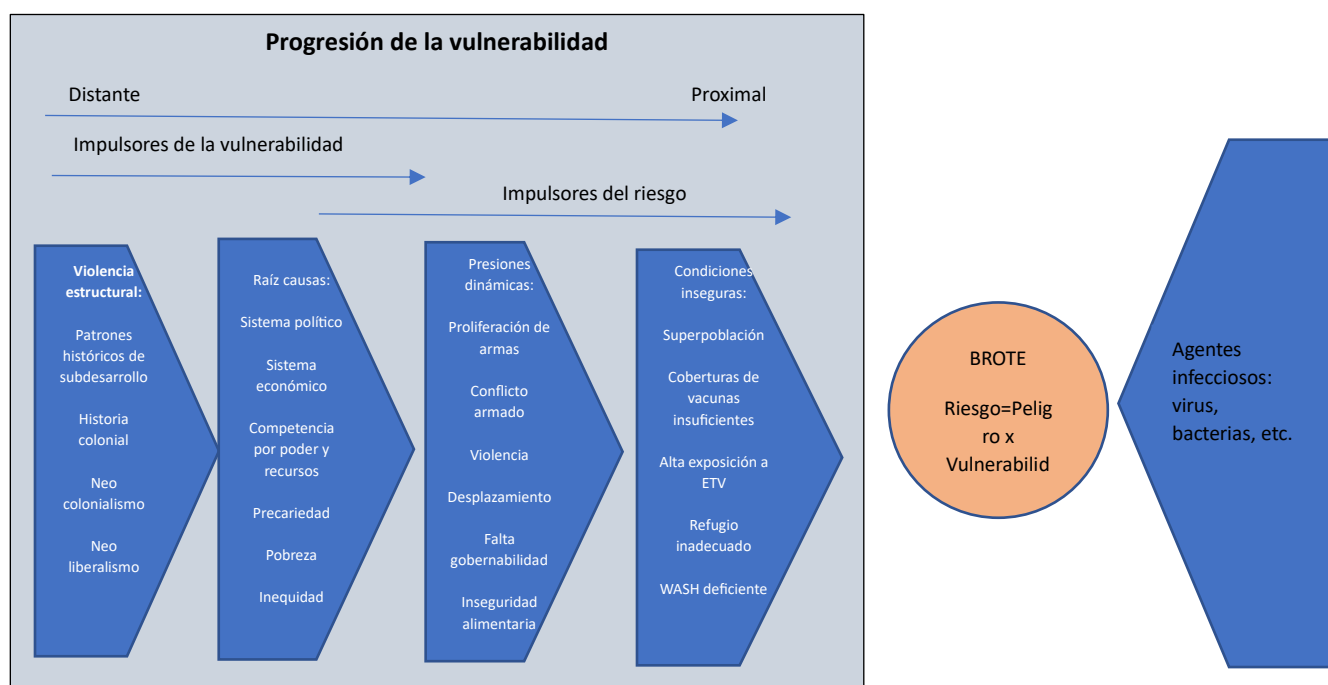 Progresión de la vulnerabilidad
Distante
Proximal
Impulsores de la vulnerabilidad
Impulsores del riesgo
Violencia
estructural:
Patrones
históricos de
subdesarrollo
Historia
colonial
Neo
colonialismo
Neo
liberalismo
Raíz causas:
Sistema político
Sistema
económico
Competencia
por poder y
recursos
Precariedad
Pobreza
Inequidad
Presiones
dinámicas:
Proliferación de
armas
Conflicto
armado
Violencia
Desplazamiento
Falta
gobernabilidad
Inseguridad
alimentaria
Condiciones
inseguras:
Superpoblación
Coberturas de
vacunas
insuficientes
Alta exposición a
ETV
Refugio
inadecuado
WASH deficiente
BROTE
Riesgo=Pelig
ro x
Vulnerabilid
Agentes
infecciosos:
virus,
bacterias, etc.